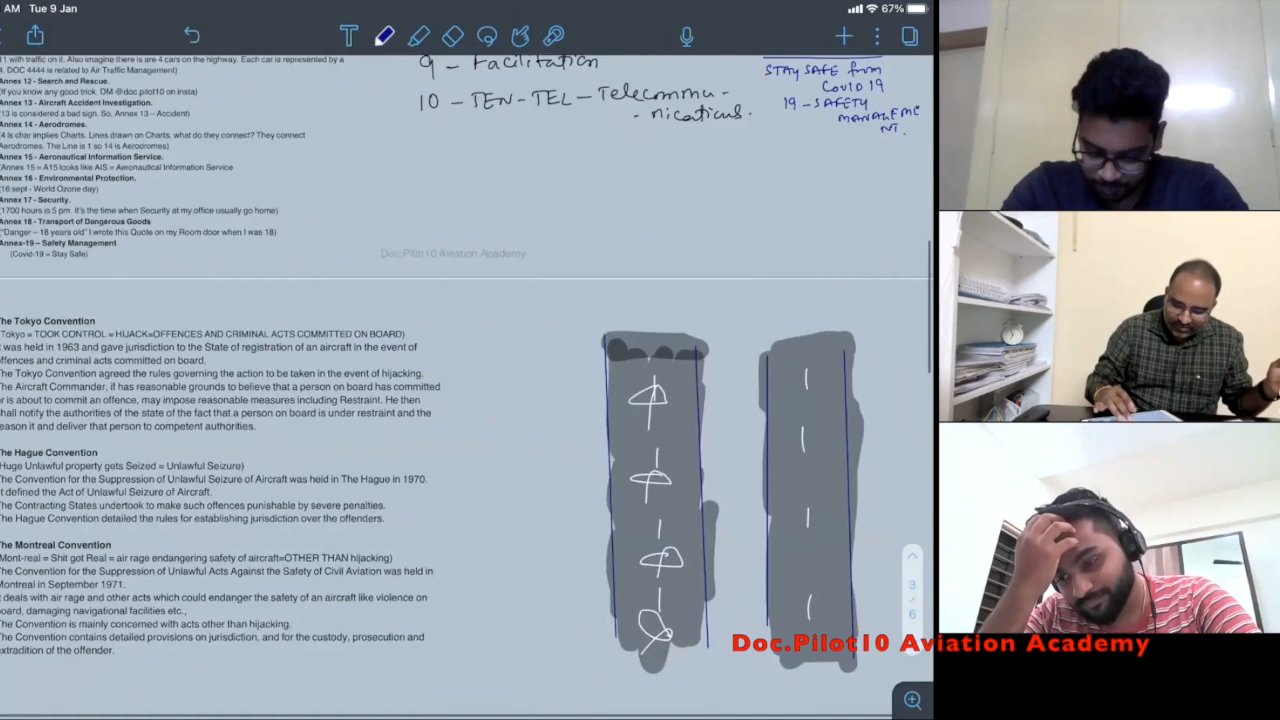 AM Tue 9 Jan
67%
11 with traffic on it. Also imagine there is are 4 cars on the highway. Each car is represented by a
4. DOC 4444 is related to Air Traffic Management)
Annex 12 - Search and Rescue.
(If you know any good trick. DM @doc.pilot10 on insta)
Annex 13 - Aircraft Accident Investigation.
(13 is considered a bad sign. So, Annex 13 – Accident)
Annex 14 - Aerodromes.
(4 is char implies Charts. Lines drawn on Charts, what do they connect? They connect
Aerodromes. The Line is 1 so 14 is Aerodromes)
Annex 15 - Aeronautical Information Service.
(Annex 15 = A15 looks like AIS = Aeronautical Information Service
Annex 16 - Environmental Protection.
(16 sept - World Ozone day)
Annex 17 - Security.
(1700 hours is 5 pm. It's the time when Security at my office usually go home)
Annex 18 - Transport of Dangerous Goods
("Danger – 18 years old" I wrote this Quote on my Room door when I was 18)
Annex-19 – Safety Management
(Covid-19 = Stay Safe)
9 - Facilitation
10 - TEN - TEL - Telecommu -
- nications.
STAY SAFE from
COVID 19
19 - SAFETY
MANAGEME
NT.
Doc.Pilot10 Aviation Academy
The Tokyo Convention
(Tokyo = TOOK CONTROL = HIJACK=OFFENCES AND CRIMINAL ACTS COMMITTED ON BOARD)
It was held in 1963 and gave jurisdiction to the State of registration of an aircraft in the event of
offences and criminal acts committed on board.
The Tokyo Convention agreed the rules governing the action to be taken in the event of hijacking.
The Aircraft Commander, if has reasonable grounds to believe that a person on board has committed
or is about to commit an offence, may impose reasonable measures including Restraint. He then
shall notify the authorities of the state of the fact that a person on board is under restraint and the
reason it and deliver that person to competent authorities.
The Hague Convention
(Huge Unlawful property gets Seized = Unlawful Seizure)
The Convention for the Suppression of Unlawful Seizure of Aircraft was held in The Hague in 1970.
It defined the Act of Unlawful Seizure of Aircraft.
The Contracting States undertook to make such offences punishable by severe penalties.
The Hague Convention detailed the rules for establishing jurisdiction over the offenders.
The Montreal Convention
(Mont-real = Shit got Real = air rage endangering safety of aircraft=OTHER THAN hijacking)
The Convention for the Suppression of Unlawful Acts Against the Safety of Civil Aviation was held in
Montreal in September 1971.
It deals with air rage and other acts which could endanger the safety of an aircraft like violence on
board, damaging navigational facilities etc.,
The Convention is mainly concerned with acts other than hijacking.
The Convention contains detailed provisions on jurisdiction, and for the custody, prosecution and
extradition of the offender.
3
/
6
Doc.Pilot10 Aviation Academy